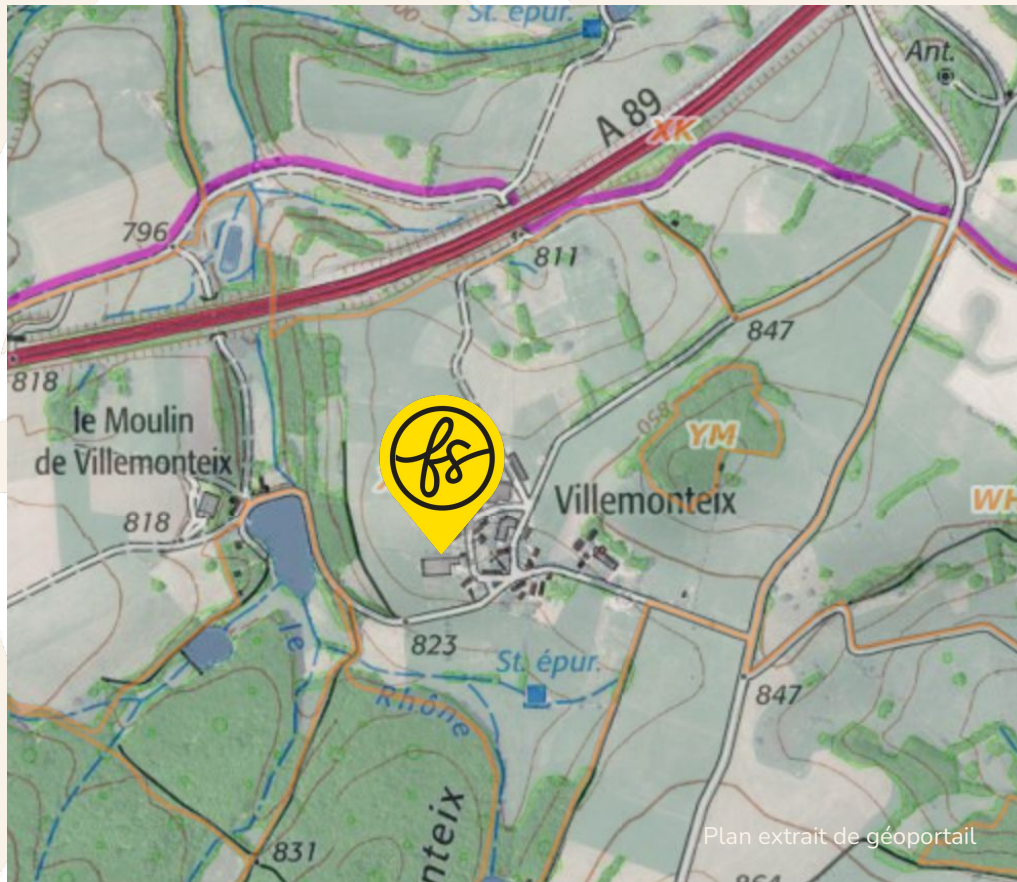 St. épur.
Ant.
A 89
XK
796
811
847
818
le Moulin
de Villemonteix
850
YM
fs
Villemonteix
WH
818
823
St. épur.
le
Rhône
847
nteix
Plan extrait de géoportail
831